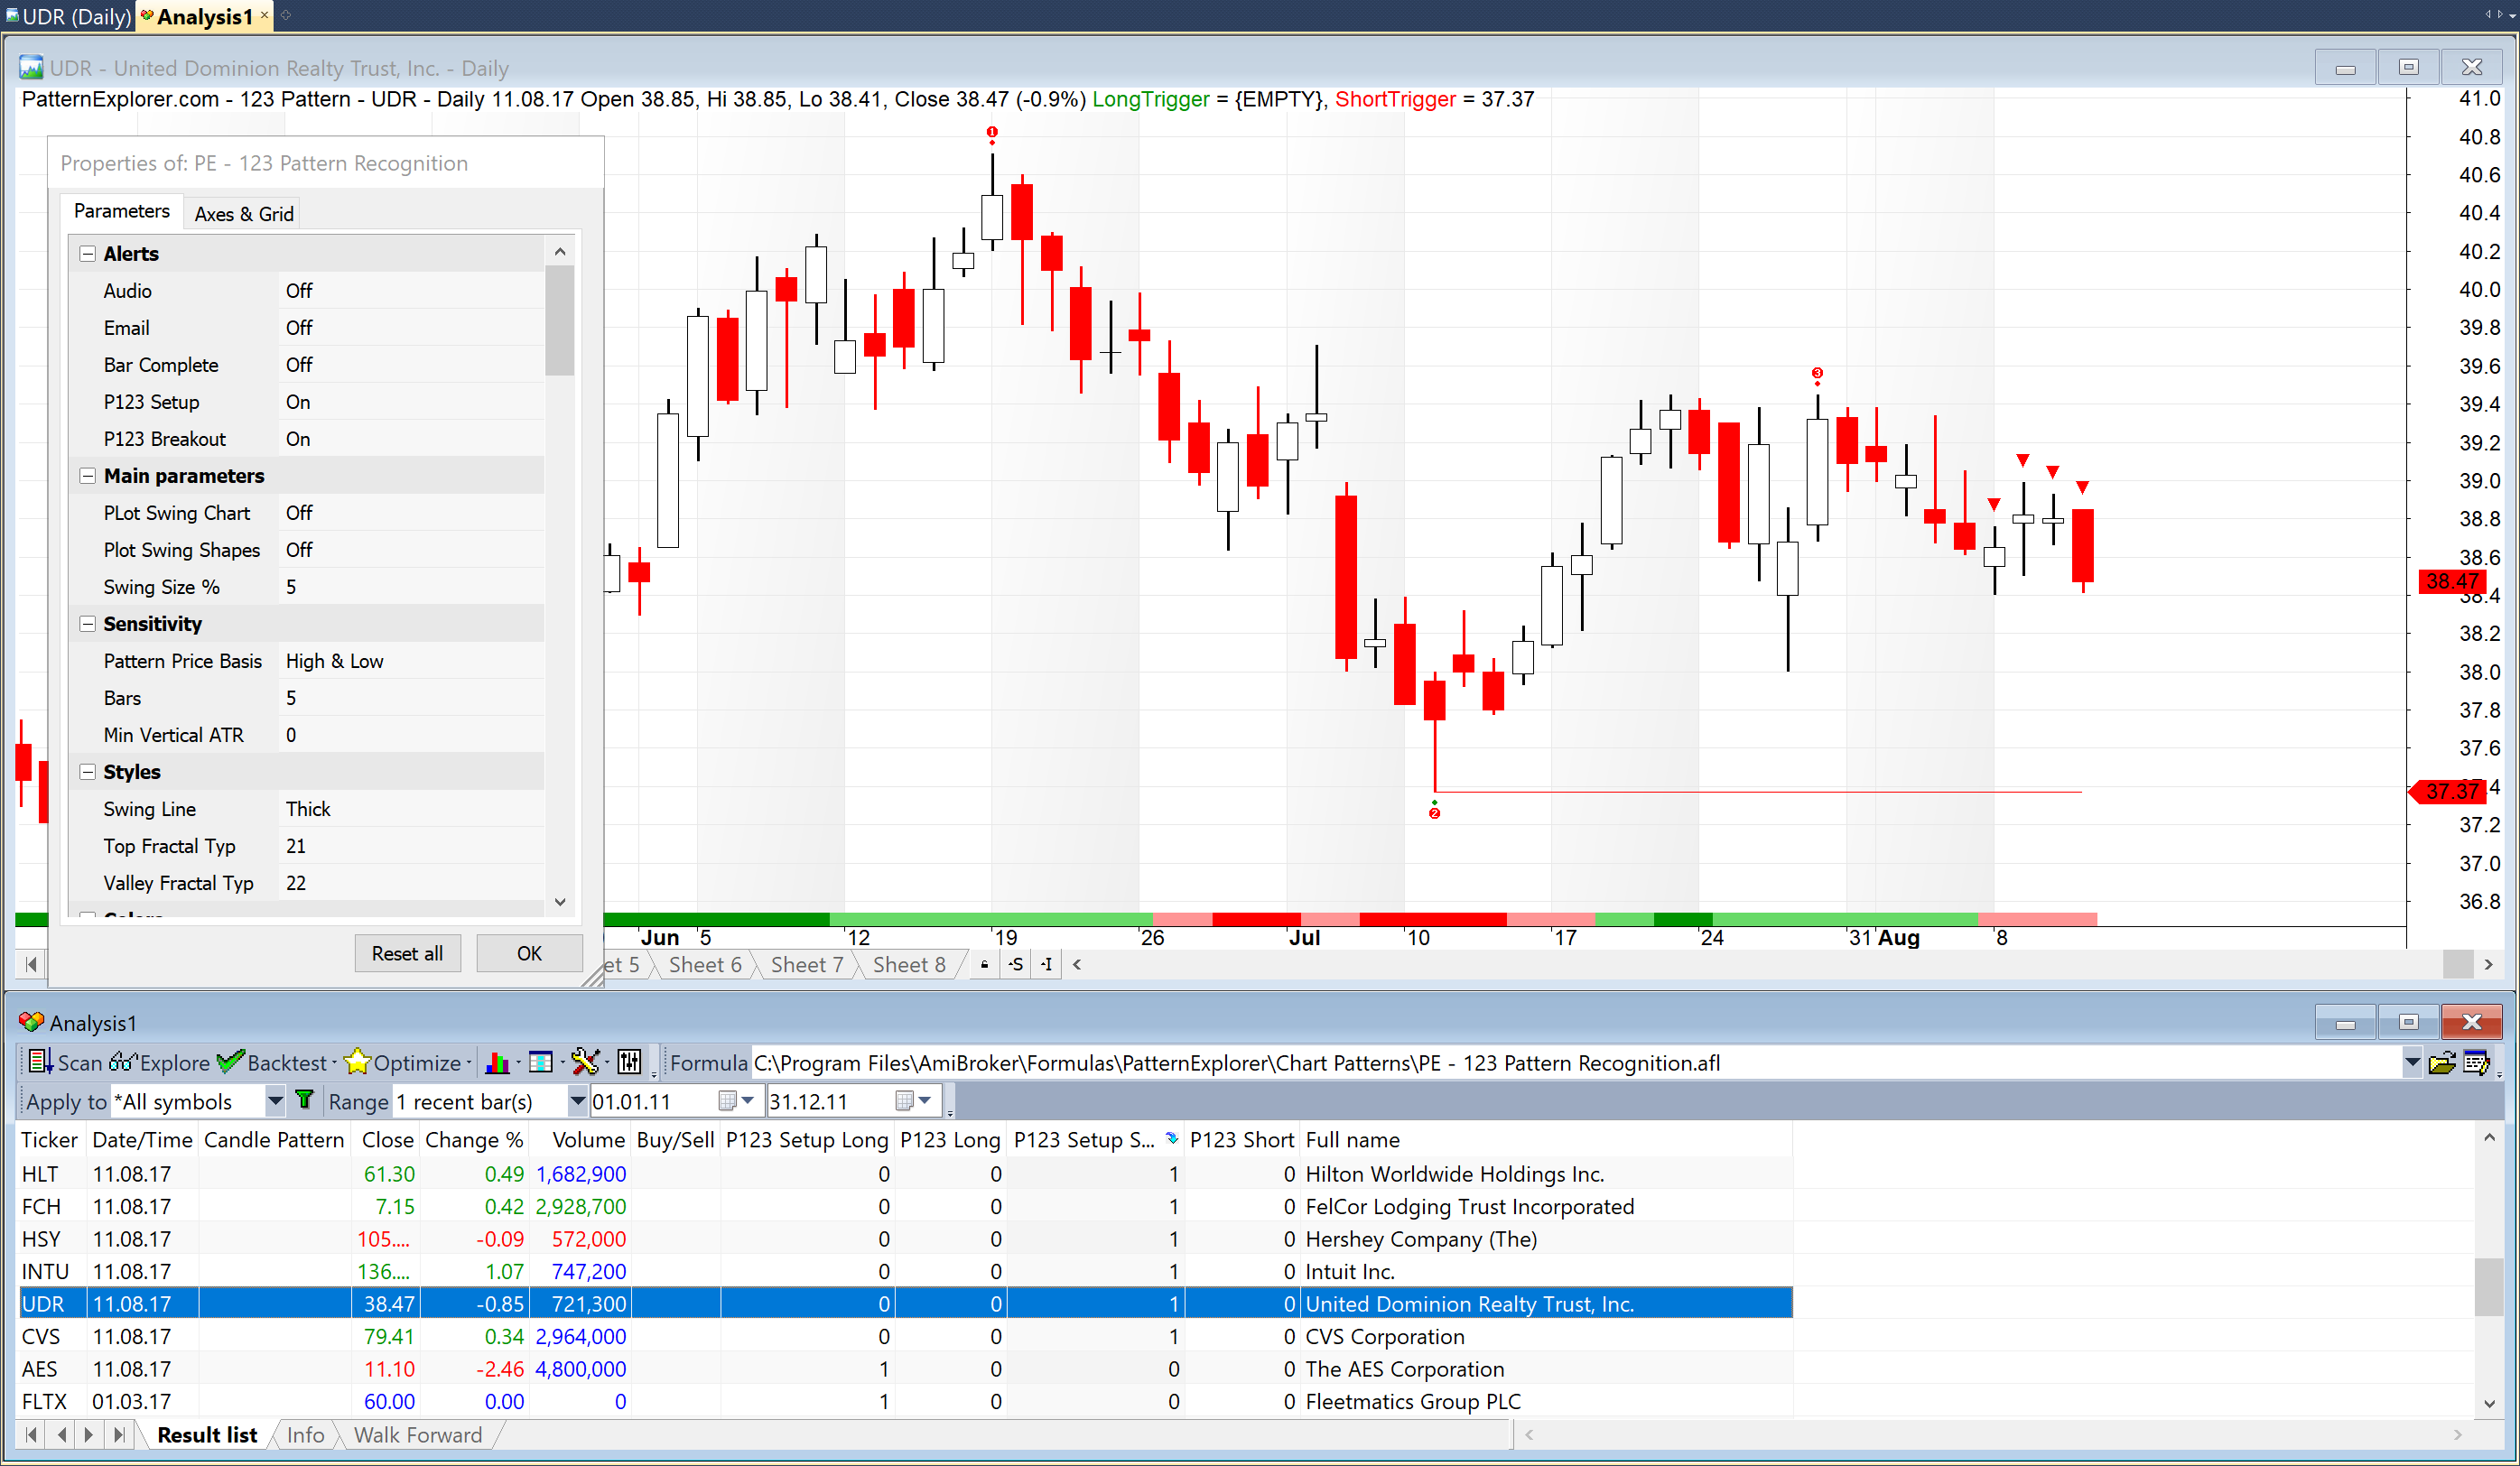 UDR (Daily) Analysis1
UDR - United Dominion Realty Trust, Inc. - Daily
PatternExplorer.com - 123 Pattern - UDR - Daily 11.08.17 Open 38.85, Hi 38.85, Lo 38.41, Close 38.47 (-0.9%) LongTrigger = {EMPTY}, ShortTrigger = 37.37
Properties of: PE - 123 Pattern Recognition
Parameters Axes & Grid
Alerts
Audio Off
Email Off
Bar Complete Off
P123 Setup On
P123 Breakout On
Main parameters
PLot Swing Chart Off
Plot Swing Shapes Off
Swing Size % 5
Sensitivity
Pattern Price Basis High & Low
Bars 5
Min Vertical ATR 0
Styles
Swing Line Thick
Top Fractal Typ 21
Valley Fractal Typ 22
Colors
Reset all OK
1
3
2
41.0
40.8
40.6
40.4
40.2
40.0
39.8
39.6
39.4
39.2
39.0
38.8
38.6
38.47
38.4
38.2
38.0
37.8
37.6
37.37
37.2
37.0
36.8
Jun 5 12 19 26 Jul 10 17 24 31 Aug 8
et 5 Sheet 6 Sheet 7 Sheet 8 S I
Analysis1
Scan Explore Backtest Optimize Formula C:\Program Files\AmiBroker\Formulas\PatternExplorer\Chart Patterns\PE - 123 Pattern Recognition.afl
Apply to *All symbols Range 1 recent bar(s) 01.01.11 31.12.11
Ticker Date/Time Candle Pattern Close Change % Volume Buy/Sell P123 Setup Long P123 Long P123 Setup S... P123 Short Full name
HLT 11.08.17 61.30 0.49 1,682,900 0 0 1 0 Hilton Worldwide Holdings Inc.
FCH 11.08.17 7.15 0.42 2,928,700 0 0 1 0 FelCor Lodging Trust Incorporated
HSY 11.08.17 105.... -0.09 572,000 0 0 1 0 Hershey Company (The)
INTU 11.08.17 136.... 1.07 747,200 0 0 1 0 Intuit Inc.
UDR 11.08.17 38.47 -0.85 721,300 0 0 1 0 United Dominion Realty Trust, Inc.
CVS 11.08.17 79.41 0.34 2,964,000 0 0 1 0 CVS Corporation
AES 11.08.17 11.10 -2.46 4,800,000 1 0 0 0 The AES Corporation
FLTX 01.03.17 60.00 0.00 0 1 0 0 0 Fleetmatics Group PLC
Result list Info Walk Forward